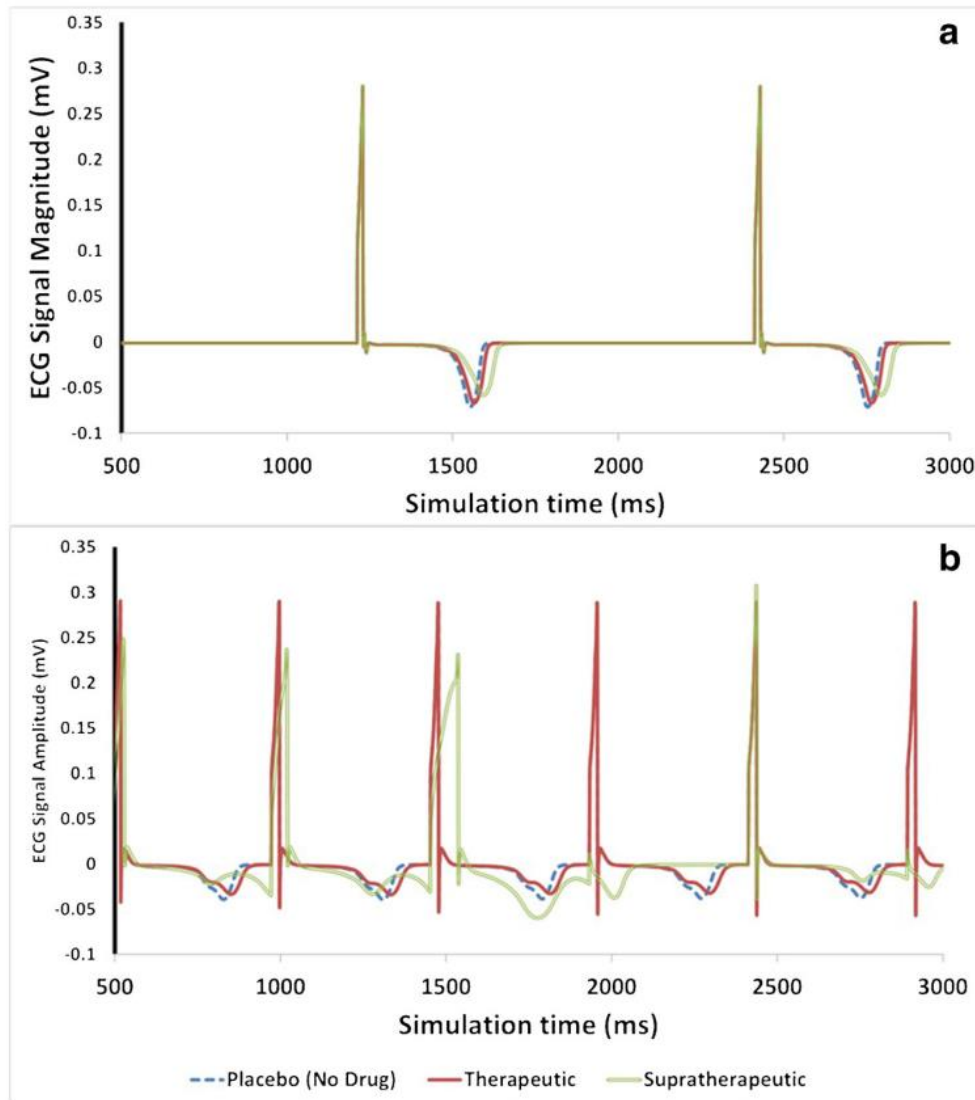 a
ECG Signal Magnitude (mV)
0.35
0.3
0.25
0.2
0.15
0.1
0.05
0
-0.05
-0.1
500 1000 1500 2000 2500 3000
Simulation time (ms)
b
ECG Signal Amplitude (mV)
0.35
0.3
0.25
0.2
0.15
0.1
0.05
0
-0.05
-0.1
500 1000 1500 2000 2500 3000
Simulation time (ms)
Placebo (No Drug) Therapeutic Supratherapeutic